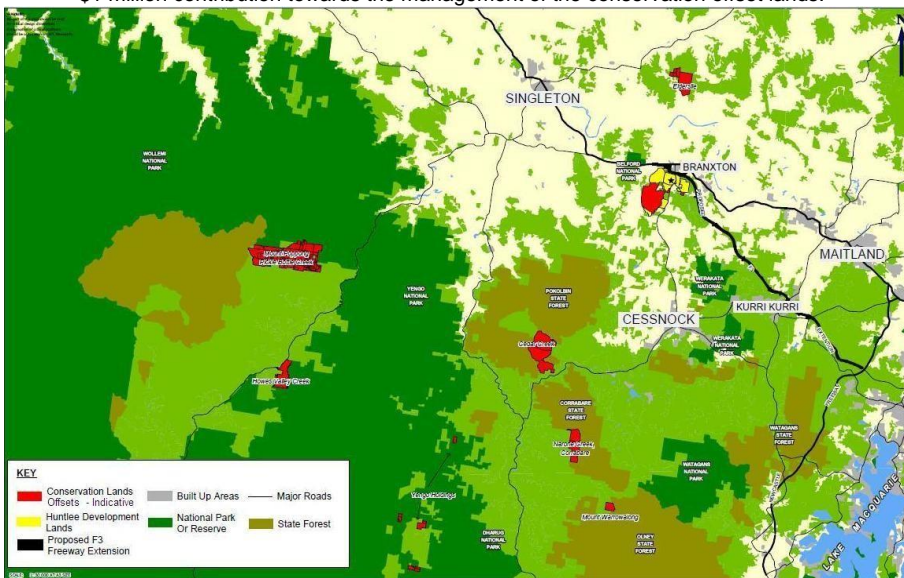 $1 million contribution towards the management of the conservation offset lands.
N
SINGLETON
BELFORD
NATIONAL
PARK
BRANXTON
WOLLEMI
NATIONAL
PARK
MAITLAND
YENGO
NATIONAL
PARK
POKOLBIN
STATE
FOREST
WERAKATA
NATIONAL
PARK
KURRI KURRI
CESSNOCK
WERAKATA
NATIONAL
PARK
Cedar Creek
Howes Valley Creek
CORRABARE
STATE
FOREST
Corrabare
WATAGANS
STATE
FOREST
WATAGANS
NATIONAL
PARK
Yengo Holdings
Mount Warrawolong
DHARUG
NATIONAL
PARK
OLNEY
STATE
FOREST
LAKE MACQUARIE
KEY
Conservation Lands
Offsets - Indicative
Huntlee Development
Lands
Proposed F3
Freeway Extension
Built Up Areas
National Park
Or Reserve
Major Roads
State Forest